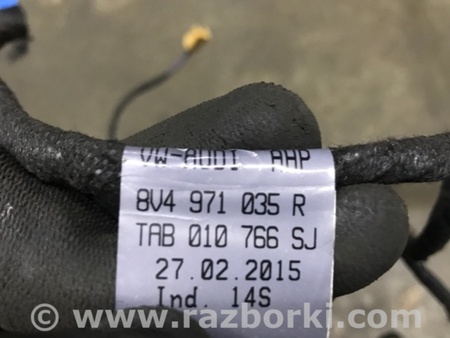 VW-AUDI AHP
8V4 971 035 R
TAB 010 766 SJ
27.02.2015
Ind. 14S
© www.razborki.com